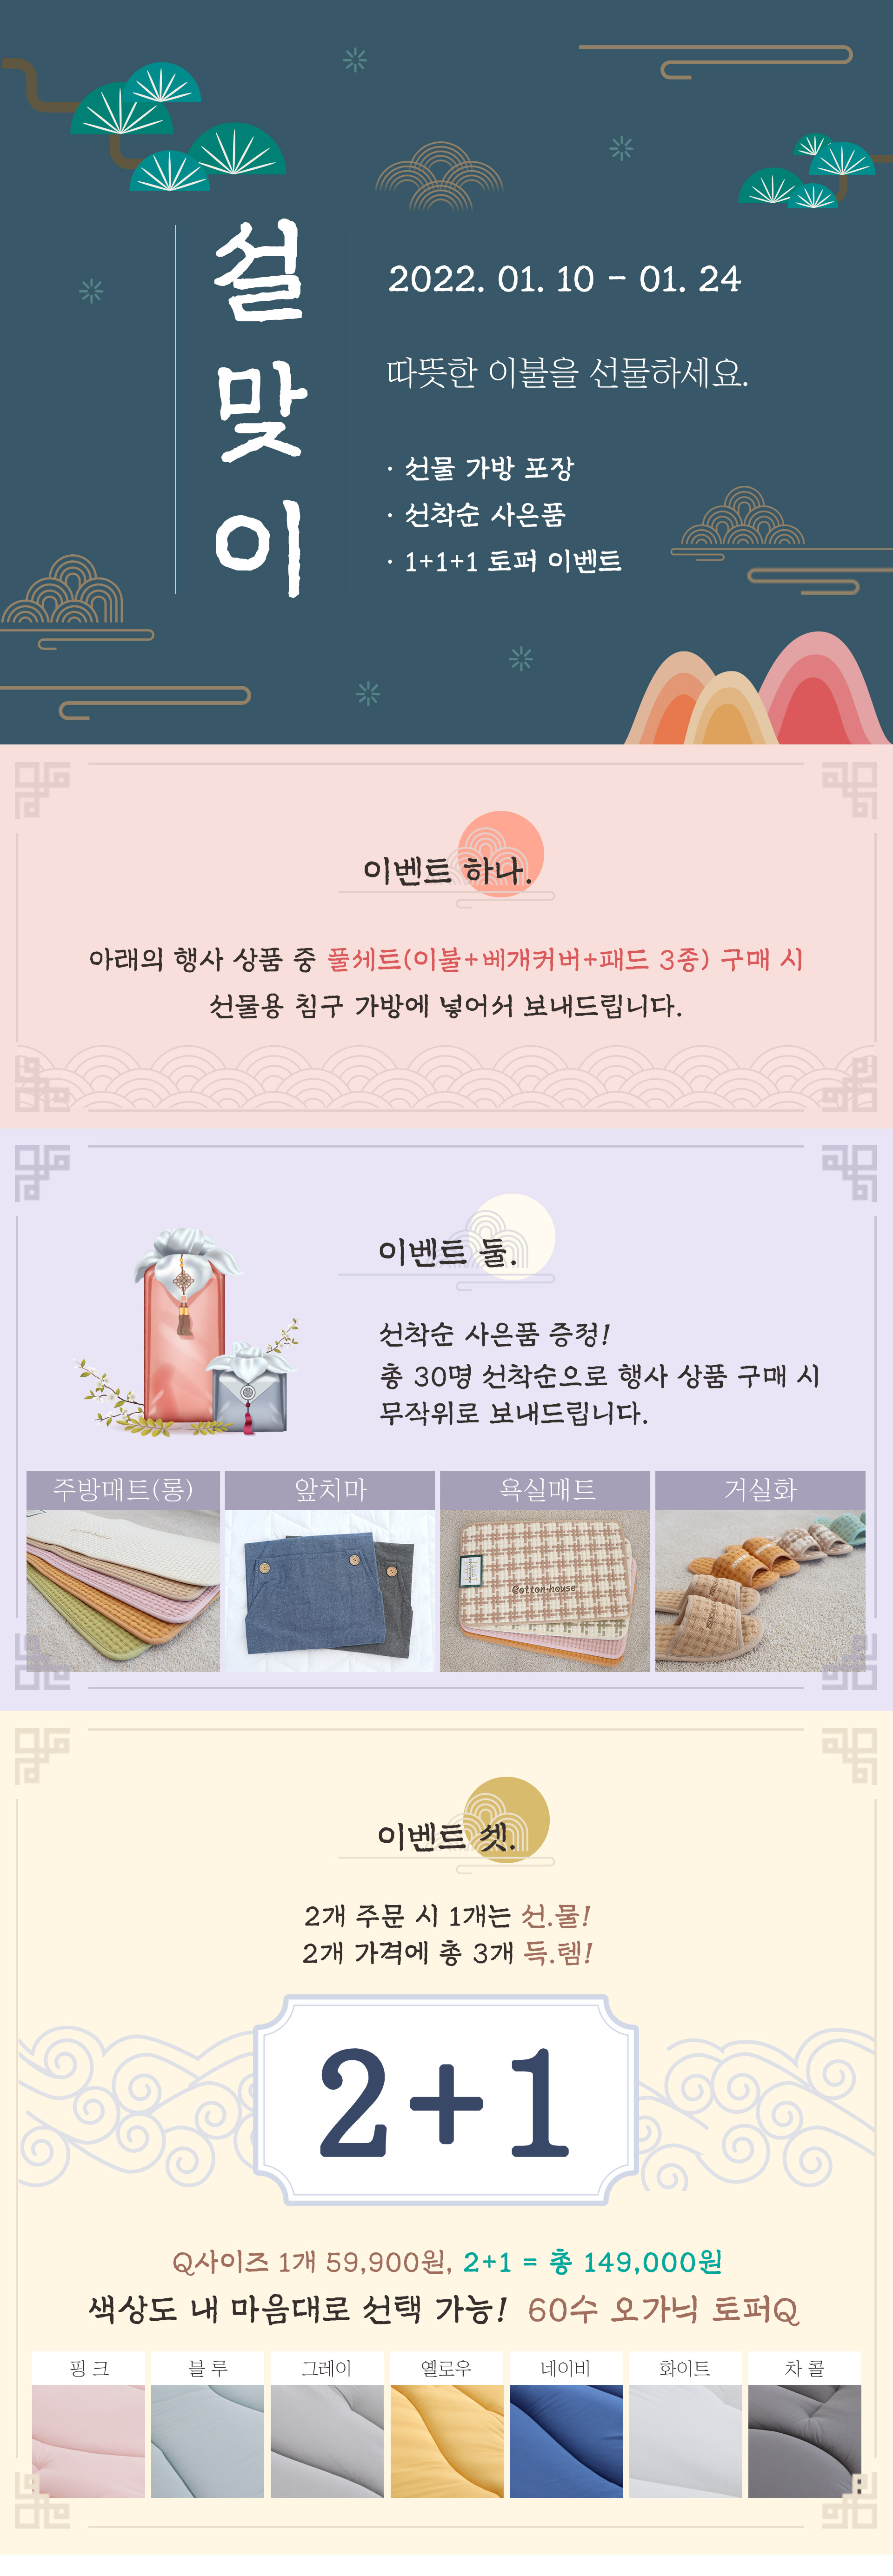 설맞이
2022. 01. 10 - 01. 24
따뜻한 이불을 선물하세요.
· 선물 가방 포장
· 선착순 사은품
· 1+1+1 토퍼 이벤트
이벤트 하나.
아래의 행사 상품 중 풀세트(이불+베개커버+패드 3종) 구매 시
선물용 침구 가방에 넣어서 보내드립니다.
이벤트 둘.
선착순 사은품 증정!
총 30명 선착순으로 행사 상품 구매 시
무작위로 보내드립니다.
주방매트(롱) 앞치마 욕실매트 거실화
Cotton·house
이벤트 셋.
2개 주문 시 1개는 선.물!
2개 가격에 총 3개 득.템!
2+1
Q사이즈 1개 59,900원, 2+1 = 총 149,000원
색상도 내 마음대로 선택 가능! 60수 오가닉 토퍼Q
핑 크 블 루 그레이 옐로우 네이비 화이트 차 콜